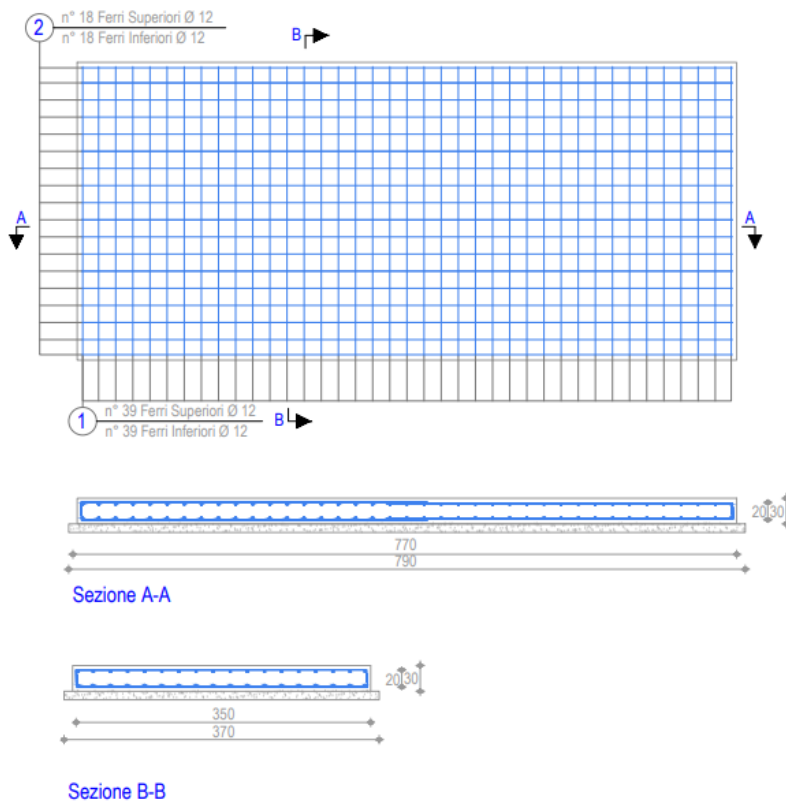 2
n° 18 Ferri Superiori Ø 12
n° 18 Ferri Inferiori Ø 12
B
A
A
1
n° 39 Ferri Superiori Ø 12
n° 39 Ferri Inferiori Ø 12
B
20
30
770
790
Sezione A-A
20
30
350
370
Sezione B-B